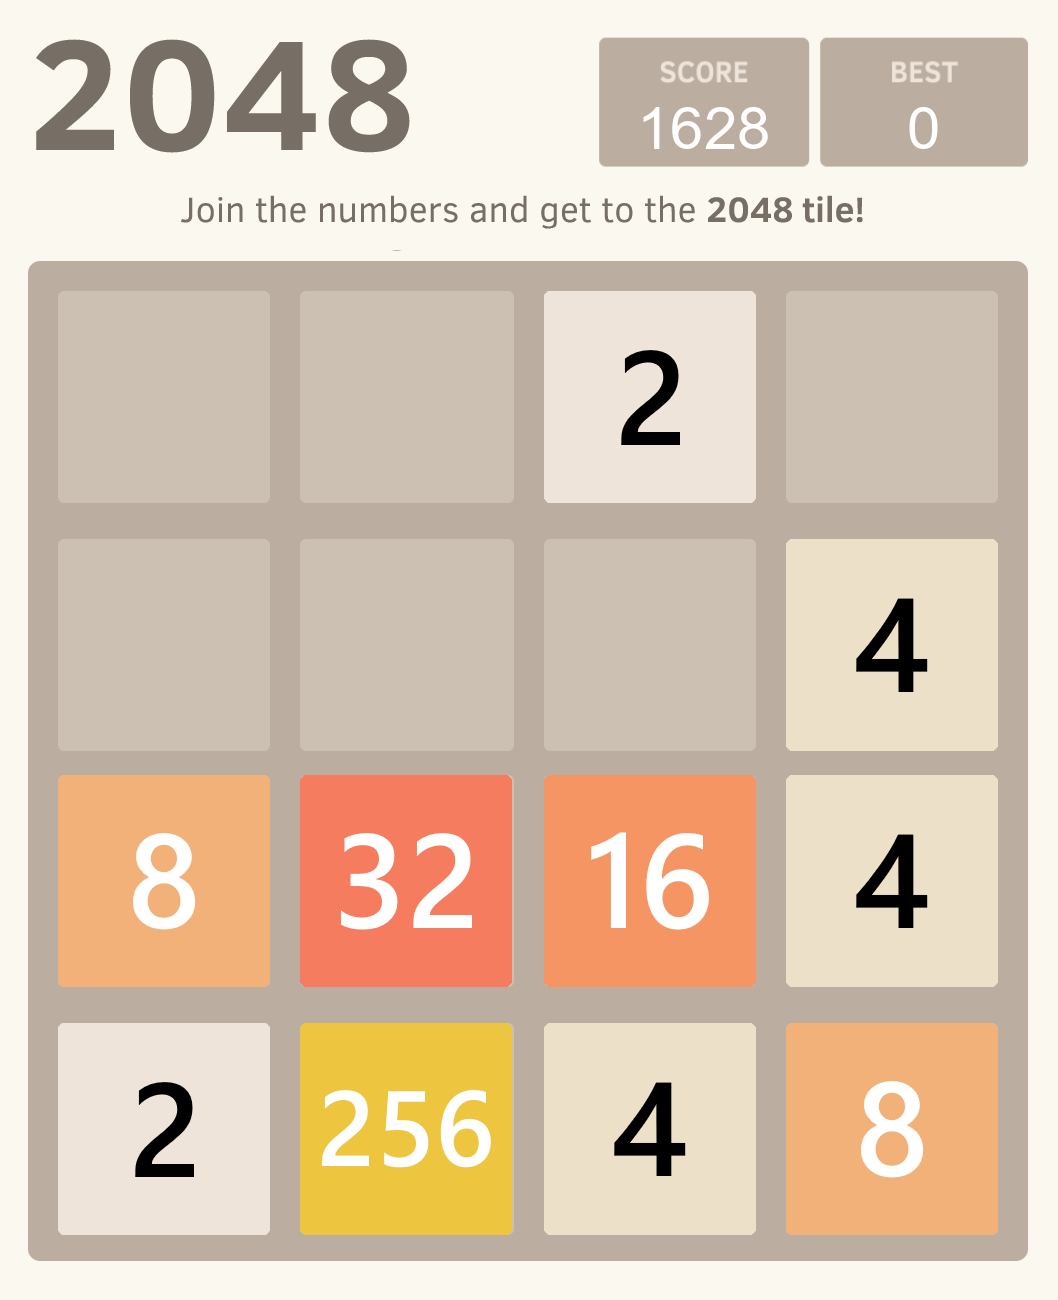 2048
SCORE BEST
1628 0
Join the numbers and get to the 2048 tile!
2
4
8 32 16 4
2 256 4 8